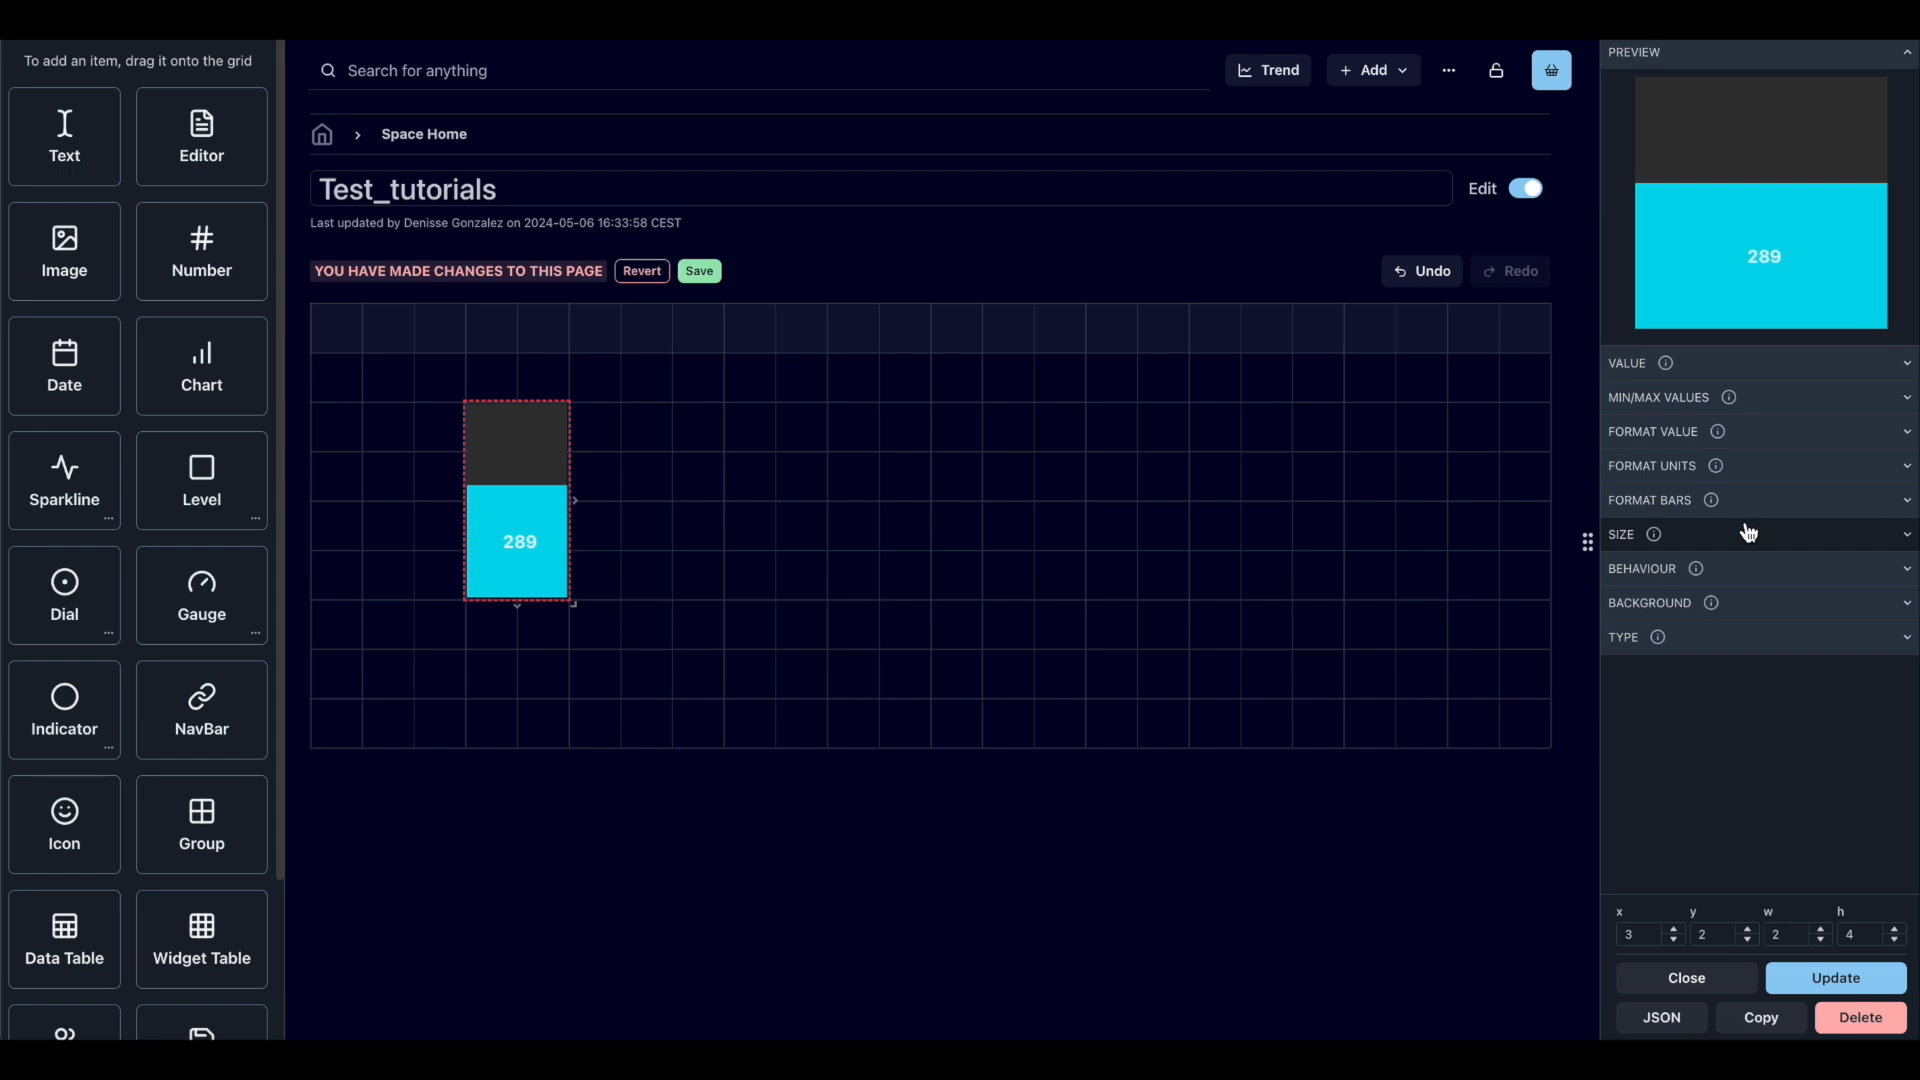 To add an item, drag it onto the grid
Text
Editor
Image
Number
Date
Chart
Sparkline
...
Level
...
Dial
...
Gauge
...
Indicator
...
NavBar
Icon
Group
Data Table
Widget Table
Search for anything
Trend
+ Add
...
> Space Home
Test_tutorials
Edit
Last updated by Denisse Gonzalez on 2024-05-06 16:33:58 CEST
YOU HAVE MADE CHANGES TO THIS PAGE
Revert
Save
Undo
Redo
289
PREVIEW
289
VALUE
MIN/MAX VALUES
FORMAT VALUE
FORMAT UNITS
FORMAT BARS
SIZE
BEHAVIOUR
BACKGROUND
TYPE
x y w h
3 2 2 4
Close
Update
JSON
Copy
Delete